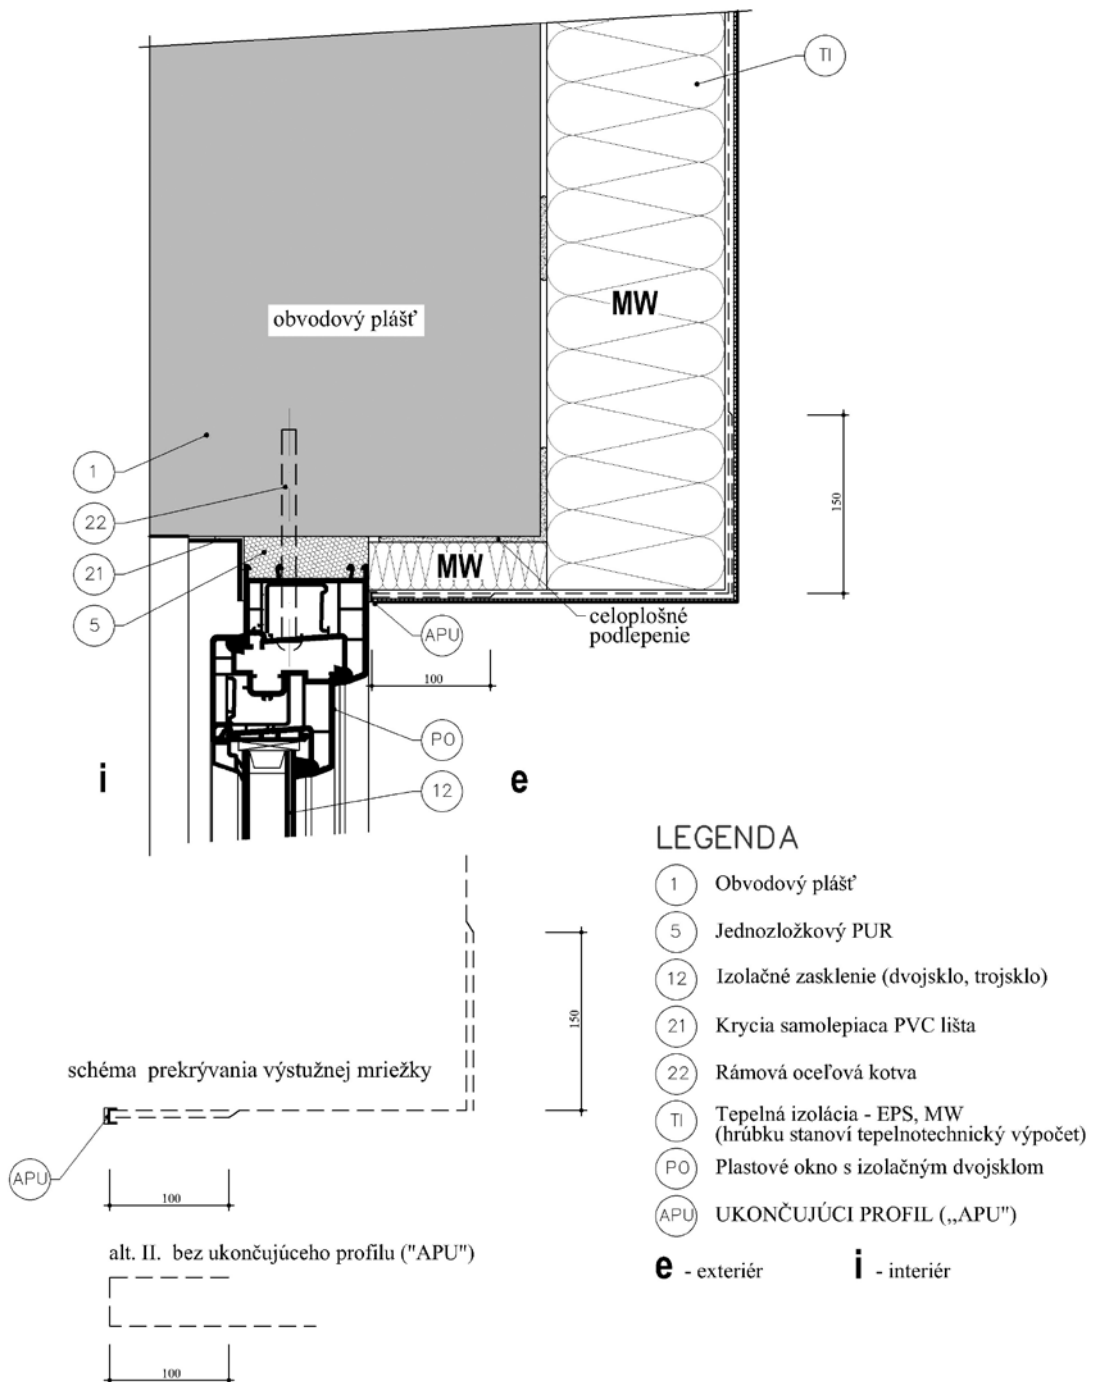 TI
MW
obvodový plášť
1
22
21
5
150
MW
celoplošné
podlepenie
APU
100
PO
12
i
e
LEGENDA
1 Obvodový plášť
5 Jednozložkový PUR
12 Izolačné zasklenie (dvojsklo, trojsklo)
21 Krycia samolepiaca PVC lišta
22 Rámová oceľová kotva
TI Tepelná izolácia - EPS, MW
(hrúbku stanoví tepelnotechnický výpočet)
PO Plastové okno s izolačným dvojsklom
APU UKONČUJÚCI PROFIL („APU")
e - exteriér i - interiér
150
schéma prekrývania výstužnej mriežky
APU
100
alt. II. bez ukončujúceho profilu ("APU")
100